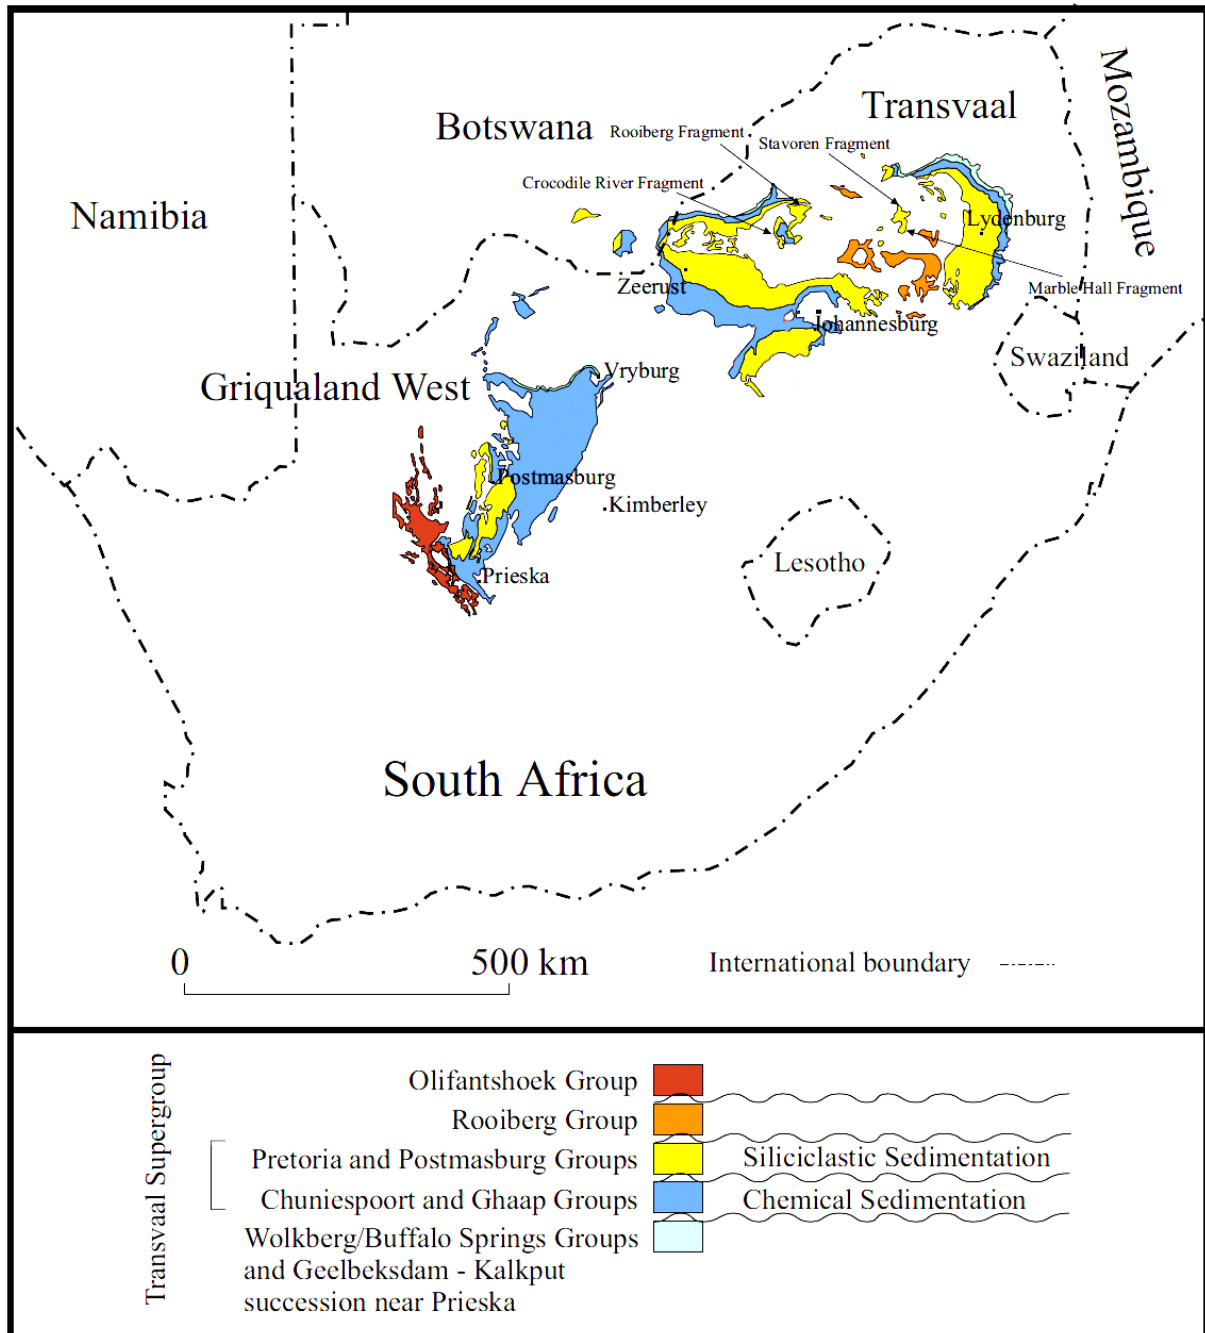 Mozambique
Transvaal
Botswana
Rooiberg Fragment
Stavoren Fragment
Crocodile River Fragment
Namibia
Lydenburg
Zeerust
Marble Hall Fragment
Johannesburg
Swaziland
Vryburg
Griqualand West
Postmasburg
Kimberley
Lesotho
Prieska
South Africa
0
500 km
International boundary
Transvaal Supergroup
Olifantshoek Group
Rooiberg Group
Pretoria and Postmasburg Groups
Siliciclastic Sedimentation
Chuniespoort and Ghaap Groups
Chemical Sedimentation
Wolkberg/Buffalo Springs Groups
and Geelbeksdam - Kalkput
succession near Prieska